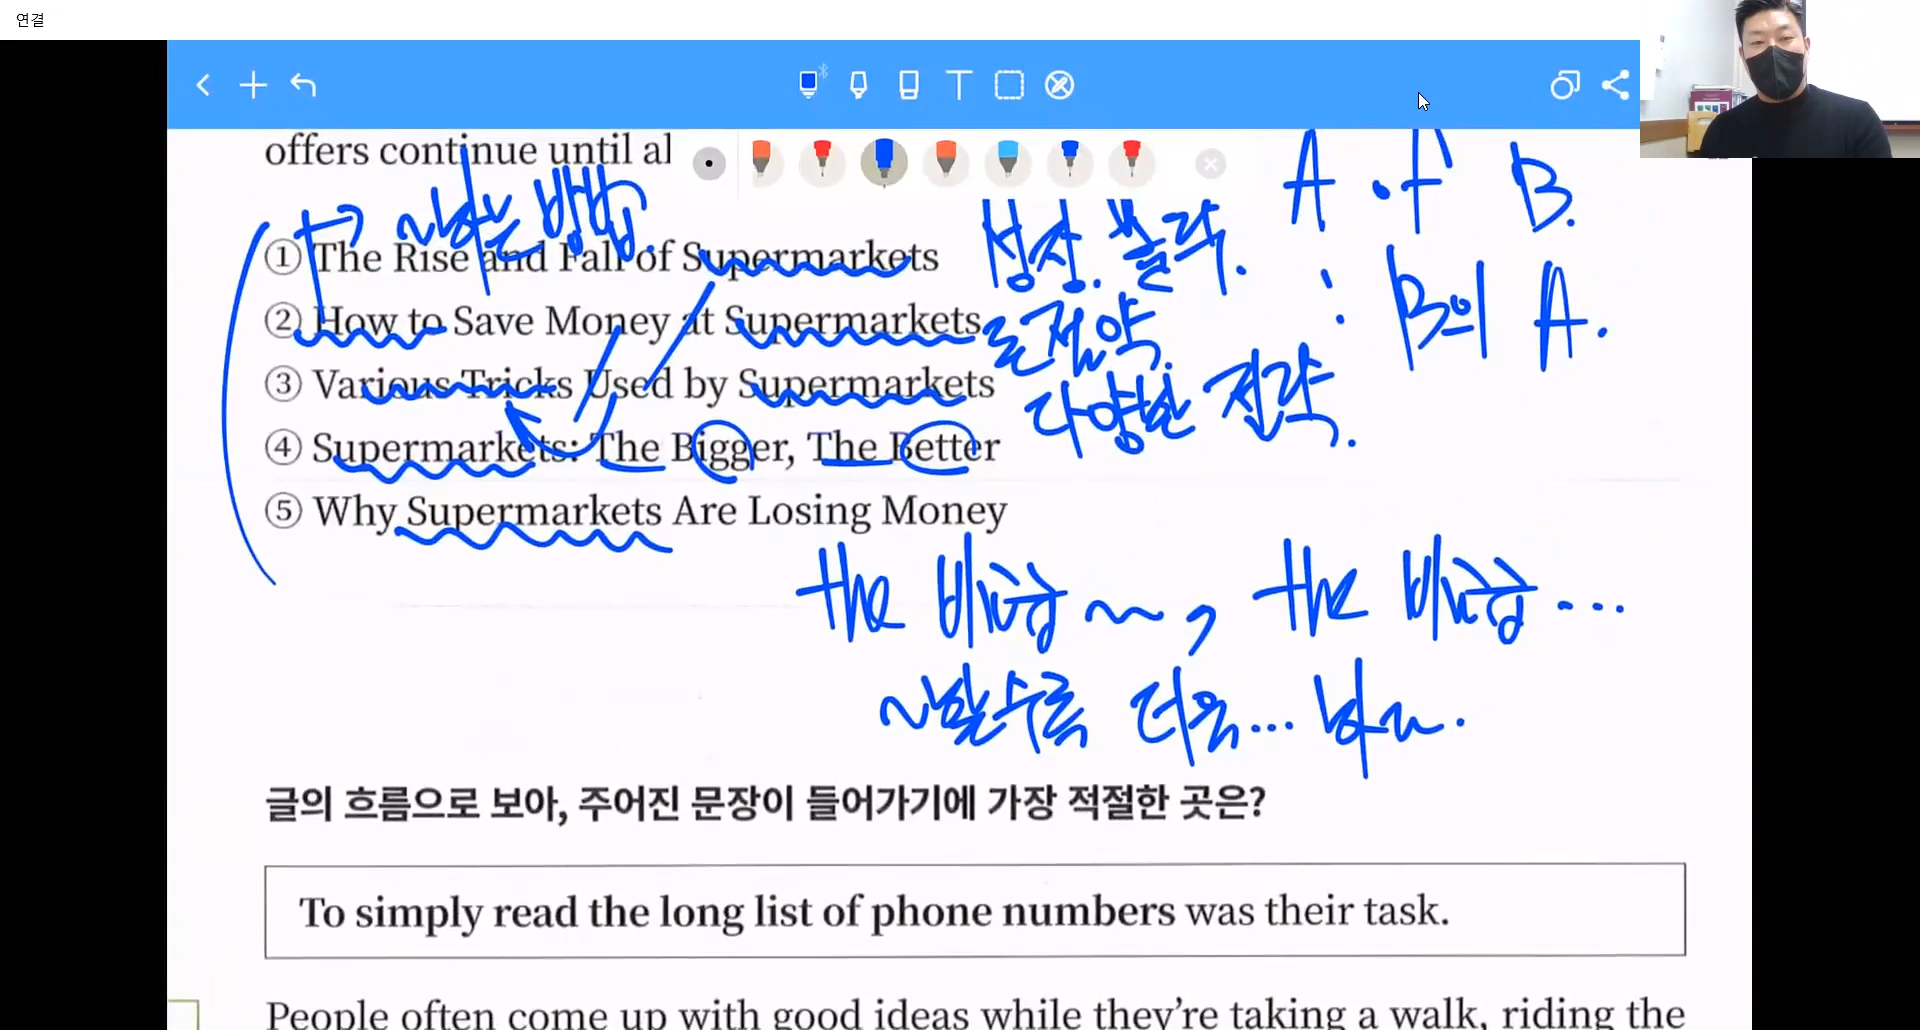 연결
offers continue until al
A of B.
~하는 방법.
① The Rise and Fall of Supermarkets
성장. 몰락.
: B의 A.
② How to Save Money at Supermarkets
를 절약.
③ Various Tricks Used by Supermarkets
다양한 전략.
④ Supermarkets: The Bigger, The Better
⑤ Why Supermarkets Are Losing Money
the 비교급 ~, the 비교급 ...
~할수록 더욱...
글의 흐름으로 보아, 주어진 문장이 들어가기에 가장 적절한 곳은?
To simply read the long list of phone numbers was their task.
People often come up with good ideas while they're taking a walk, riding the